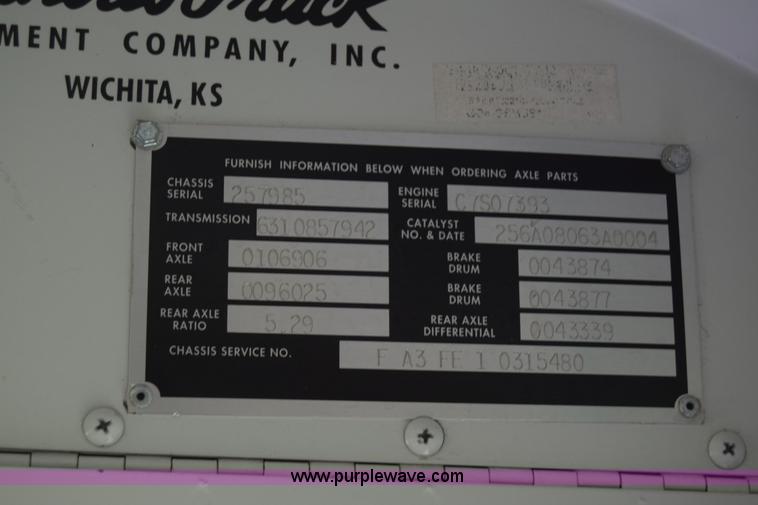 MENT COMPANY, INC.
WICHITA, KS
FURNISH INFORMATION BELOW WHEN ORDERING AXLE PARTS
CHASSIS SERIAL 257985
ENGINE SERIAL C7S07393
TRANSMISSION 6310857942
CATALYST NO. & DATE 256A08063A0004
FRONT AXLE 0106906
BRAKE DRUM 0043874
REAR AXLE 0096025
BRAKE DRUM 0043877
REAR AXLE RATIO 5.29
REAR AXLE DIFFERENTIAL 0043339
CHASSIS SERVICE NO. F A3 FE 1 0315480
www.purplewave.com